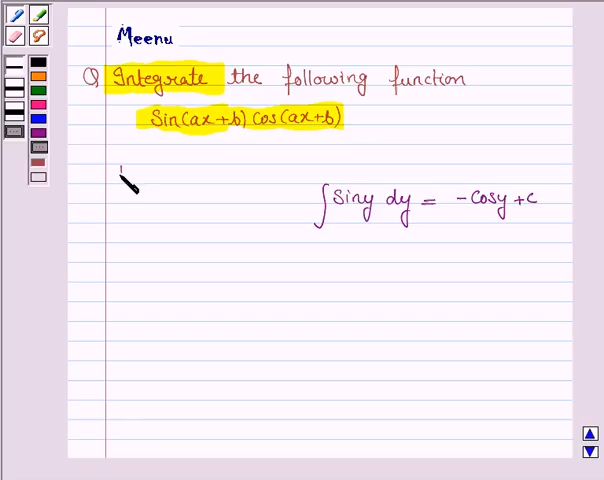 Meenu
Q Integrate the following function
Sin(ax+b) Cos(ax+b)
∫Siny dy = -Cosy+c